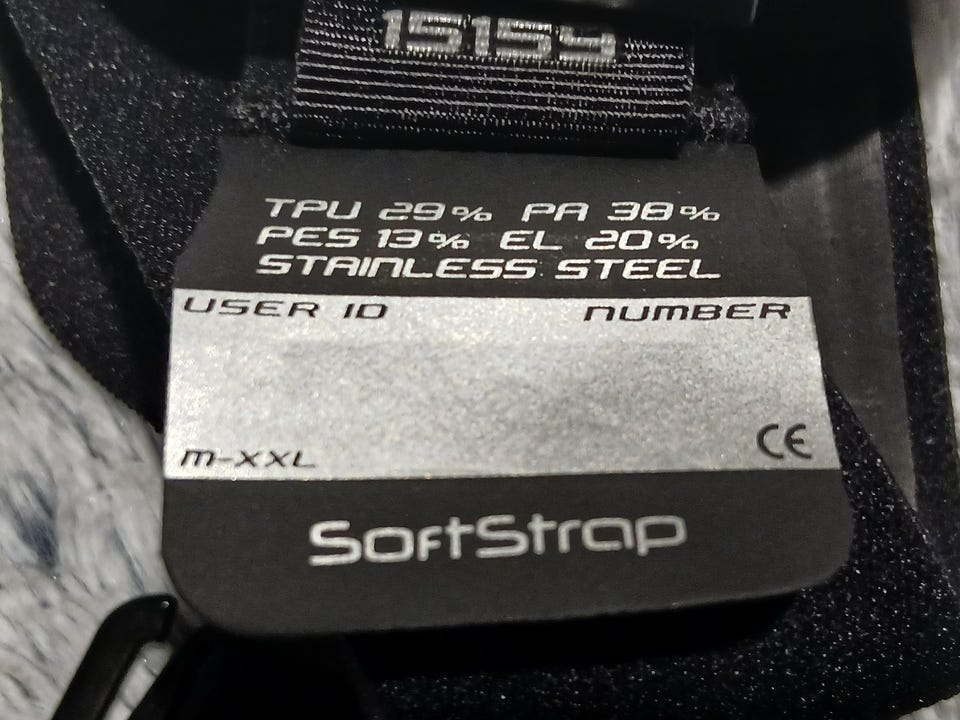 15159
TPU 29% PA 38%
PES 13% EL 20%
STAINLESS STEEL
USER ID NUMBER
M-XXL CE
SoftStrap